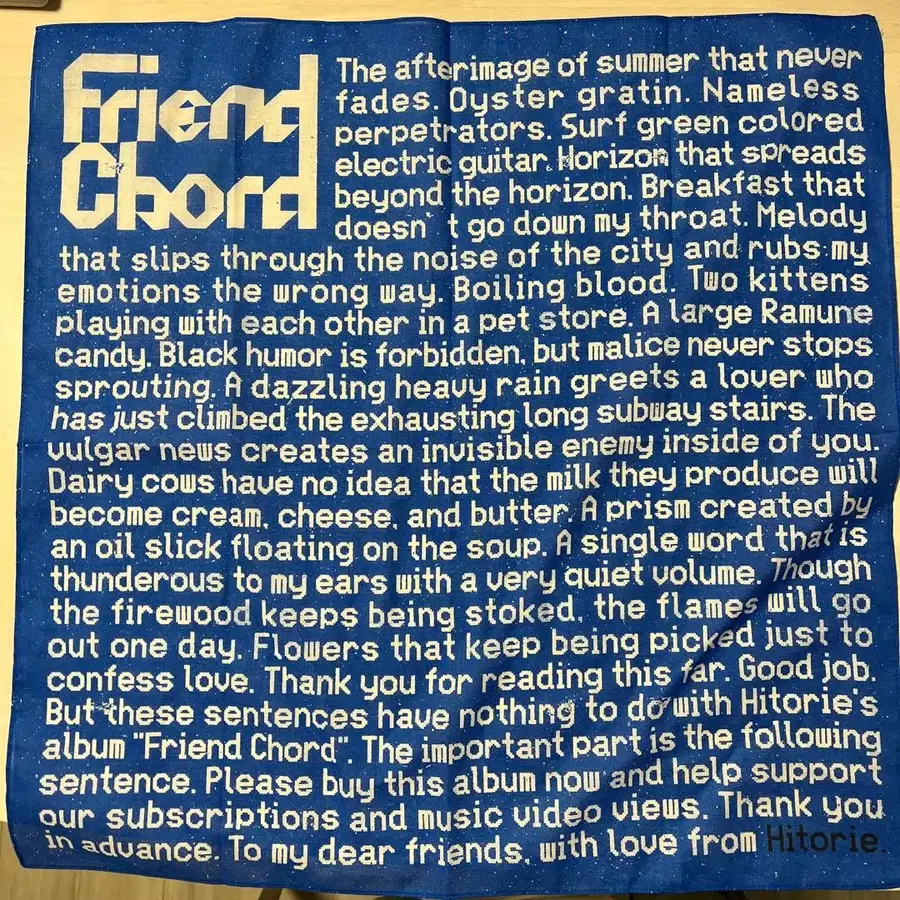 Friend
Chord
The afterimage of summer that never
fades. Oyster gratin. Nameless
perpetrators. Surf green colored
electric guitar. Horizon that spreads
beyond the horizon. Breakfast that
doesn't go down my throat. Melody
that slips through the noise of the city and rubs my
emotions the wrong way. Boiling blood. Two kittens
playing with each other in a pet store. A large Ramune
candy. Black humor is forbidden, but malice never stops
sprouting. A dazzling heavy rain greets a lover who
has just climbed the exhausting long subway stairs. The
vulgar news creates an invisible enemy inside of you.
Dairy cows have no idea that the milk they produce will
become cream, cheese, and butter. A prism created by
an oil slick floating on the soup. A single word that is
thunderous to my ears with a very quiet volume. Though
the firewood keeps being stoked, the flames will go
out one day. Flowers that keep being picked just to
confess love. Thank you for reading this far. Good job.
But these sentences have nothing to do with Hitorie's
album "Friend Chord". The important part is the following
sentence. Please buy this album now and help support
our subscriptions and music video views. Thank you
in advance. To my dear friends, with love from Hitorie.